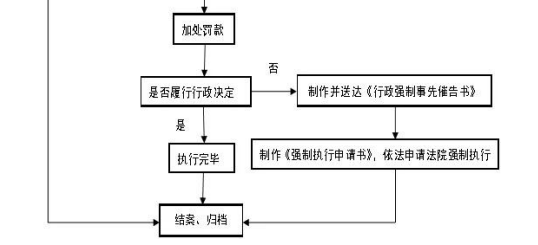 加处罚款
否
是否履行行政决定
制作并送达《行政强制事先催告书》
是
执行完毕
制作《强制执行申请书》，依法申请法院强制执行
结案、归档